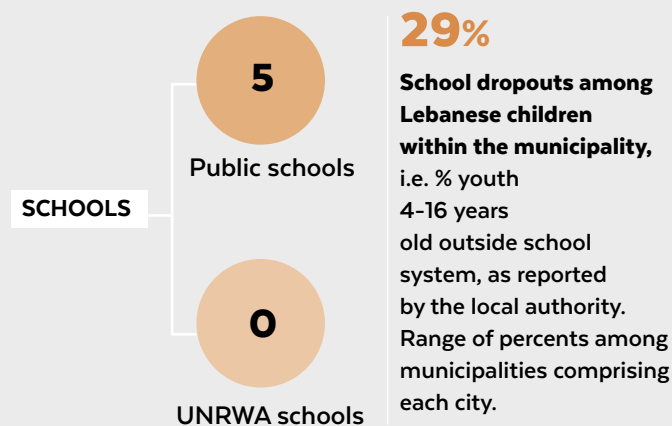 SCHOOLS
5
Public schools
0
UNRWA schools
29%
School dropouts among
Lebanese children
within the municipality,
i.e. % youth
4-16 years
old outside school
system, as reported
by the local authority.
Range of percents among
municipalities comprising
each city.